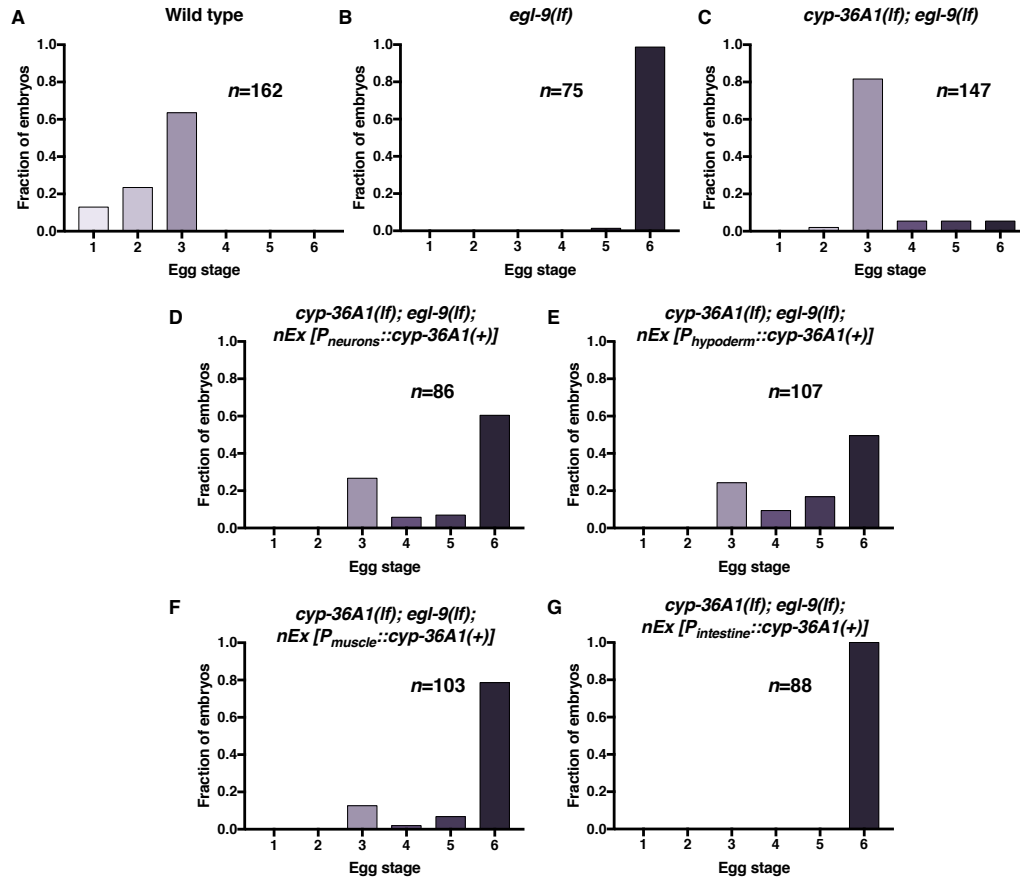 A
Wild type
1.0
0.8
0.6
0.4
0.2
0.0
Fraction of embryos
n=162
1 2 3 4 5 6
Egg stage
B
egl-9(lf)
1.0
0.8
0.6
0.4
0.2
0.0
Fraction of embryos
n=75
1 2 3 4 5 6
Egg stage
C
cyp-36A1(lf); egl-9(lf)
1.0
0.8
0.6
0.4
0.2
0.0
Fraction of embryos
n=147
1 2 3 4 5 6
Egg stage
D
cyp-36A1(lf); egl-9(lf);
nEx [Pneurons::cyp-36A1(+)]
1.0
0.8
0.6
0.4
0.2
0.0
Fraction of embryos
n=86
1 2 3 4 5 6
Egg stage
E
cyp-36A1(lf); egl-9(lf);
nEx [Phypoderm::cyp-36A1(+)]
1.0
0.8
0.6
0.4
0.2
0.0
Fraction of embryos
n=107
1 2 3 4 5 6
Egg stage
F
cyp-36A1(lf); egl-9(lf);
nEx [Pmuscle::cyp-36A1(+)]
1.0
0.8
0.6
0.4
0.2
0.0
Fraction of embryos
n=103
1 2 3 4 5 6
Egg stage
G
cyp-36A1(lf); egl-9(lf);
nEx [Pintestine::cyp-36A1(+)]
1.0
0.8
0.6
0.4
0.2
0.0
Fraction of embryos
n=88
1 2 3 4 5 6
Egg stage